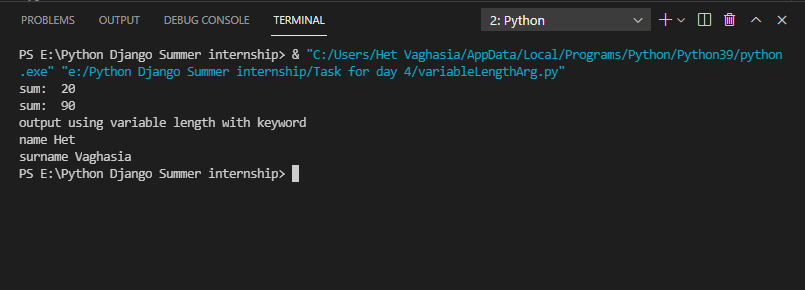 PROBLEMS OUTPUT DEBUG CONSOLE TERMINAL 2: Python
PS E:\Python Django Summer internship> & "C:/Users/Het Vaghasia/AppData/Local/Programs/Python/Python39/python
.exe" "e:/Python Django Summer internship/Task for day 4/variableLengthArg.py"
sum:  20
sum:  90
output using variable length with keyword
name Het
surname Vaghasia
PS E:\Python Django Summer internship>